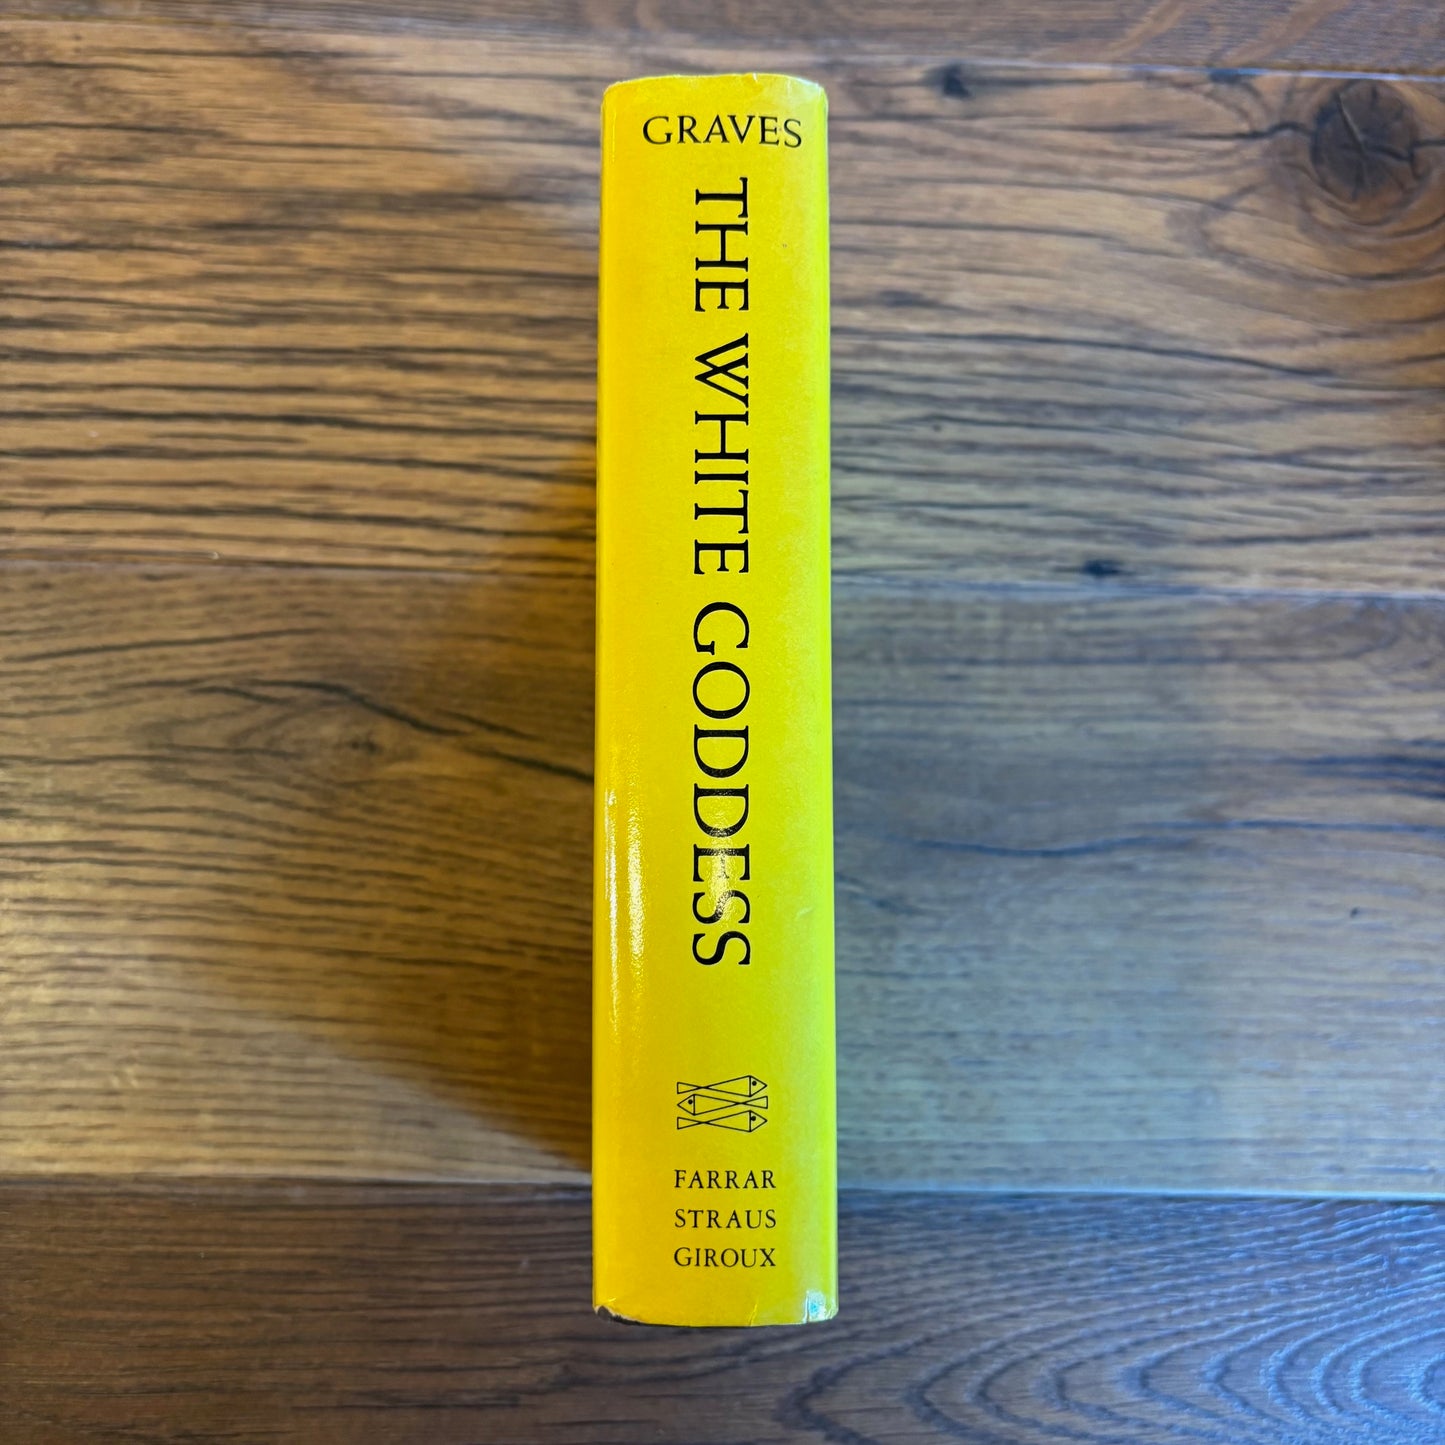 GRAVES
THE WHITE GODDESS
FARRAR
STRAUS
GIROUX